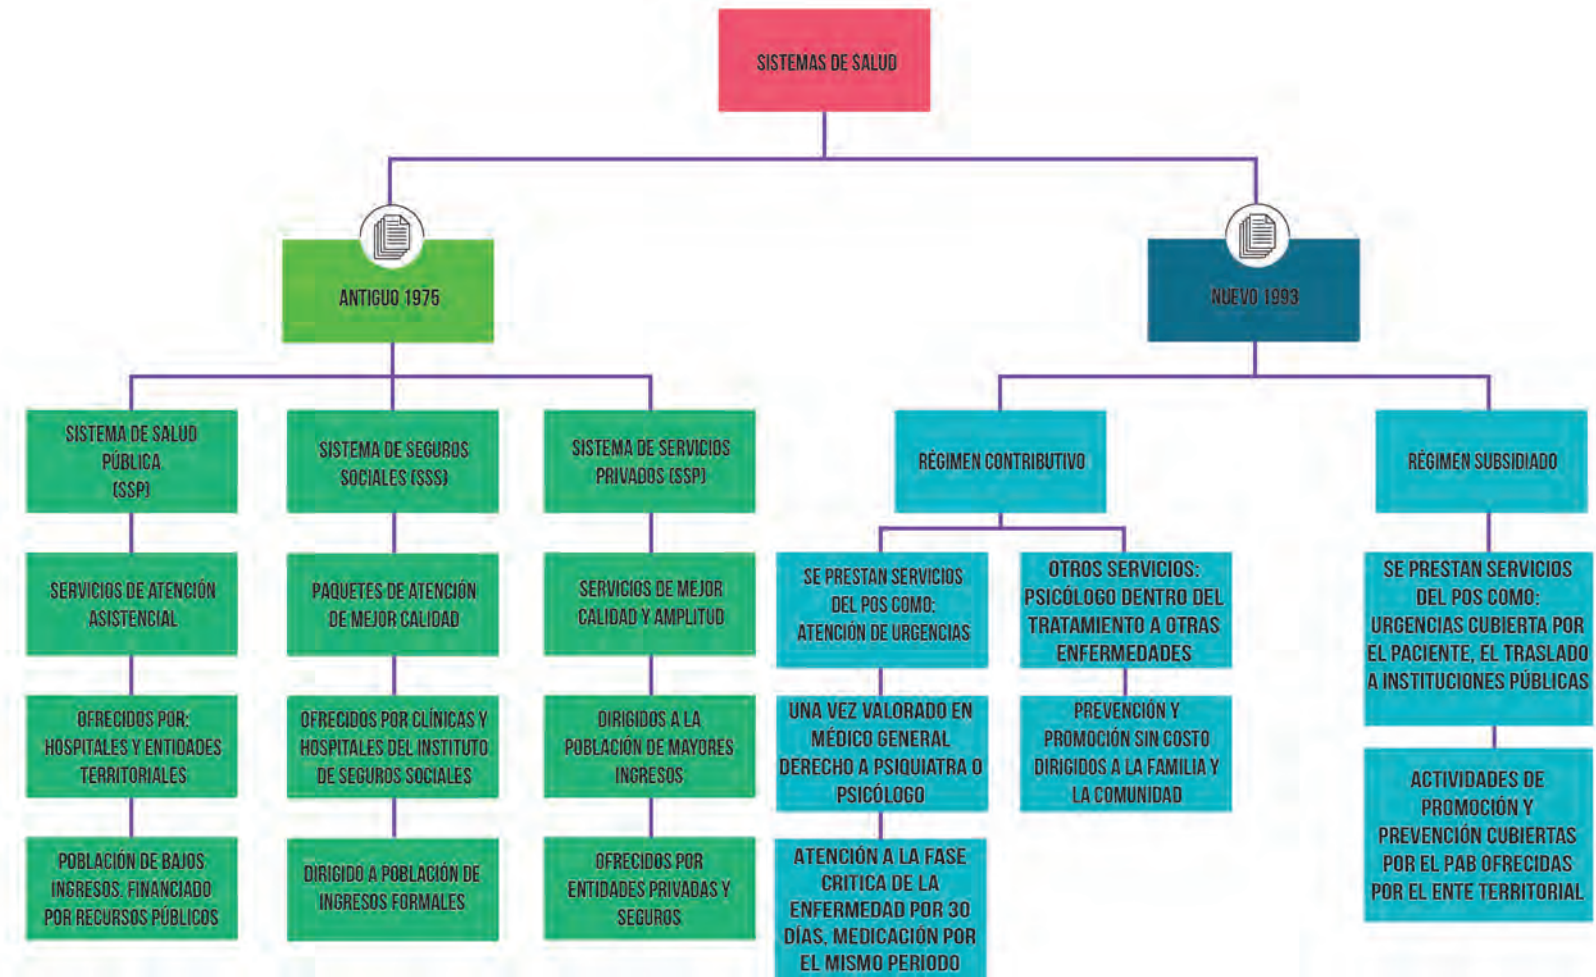 SISTEMAS DE SALUD
ANTIGUO 1975
NUEVO 1993
SISTEMA DE SALUD
PÚBLICA
(SSP)
SISTEMA DE SEGUROS
SOCIALES (SSS)
SISTEMA DE SERVICIOS
PRIVADOS (SSP)
RÉGIMEN CONTRIBUTIVO
RÉGIMEN SUBSIDIADO
SERVICIOS DE ATENCIÓN
ASISTENCIAL
PAQUETES DE ATENCIÓN
DE MEJOR CALIDAD
SERVICIOS DE MEJOR
CALIDAD Y AMPLITUD
SE PRESTAN SERVICIOS
DEL POS COMO:
ATENCIÓN DE URGENCIAS
OTROS SERVICIOS:
PSICÓLOGO DENTRO DEL
TRATAMIENTO A OTRAS
ENFERMEDADES
SE PRESTAN SERVICIOS
DEL POS COMO:
URGENCIAS CUBIERTA POR
EL PACIENTE, EL TRASLADO
A INSTITUCIONES PÚBLICAS
OFRECIDOS POR:
HOSPITALES Y ENTIDADES
TERRITORIALES
OFRECIDOS POR CLÍNICAS Y
HOSPITALES DEL INSTITUTO
DE SEGUROS SOCIALES
DIRIGIDOS A LA
POBLACIÓN DE MAYORES
INGRESOS
UNA VEZ VALORADO EN
MÉDICO GENERAL
DERECHO A PSIQUIATRA O
PSICÓLOGO
PREVENCIÓN Y
PROMOCIÓN SIN COSTO
DIRIGIDOS A LA FAMILIA Y
LA COMUNIDAD
ACTIVIDADES DE
PROMOCIÓN Y
PREVENCIÓN CUBIERTAS
POR EL PAB OFRECIDAS
POR EL ENTE TERRITORIAL
POBLACIÓN DE BAJOS
INGRESOS. FINANCIADO
POR RECURSOS PÚBLICOS
DIRIGIDO A POBLACIÓN DE
INGRESOS FORMALES
OFRECIDOS POR
ENTIDADES PRIVADAS Y
SEGUROS
ATENCIÓN A LA FASE
CRITICA DE LA
ENFERMEDAD POR 30
DÍAS, MEDICACIÓN POR
EL MISMO PERIODO